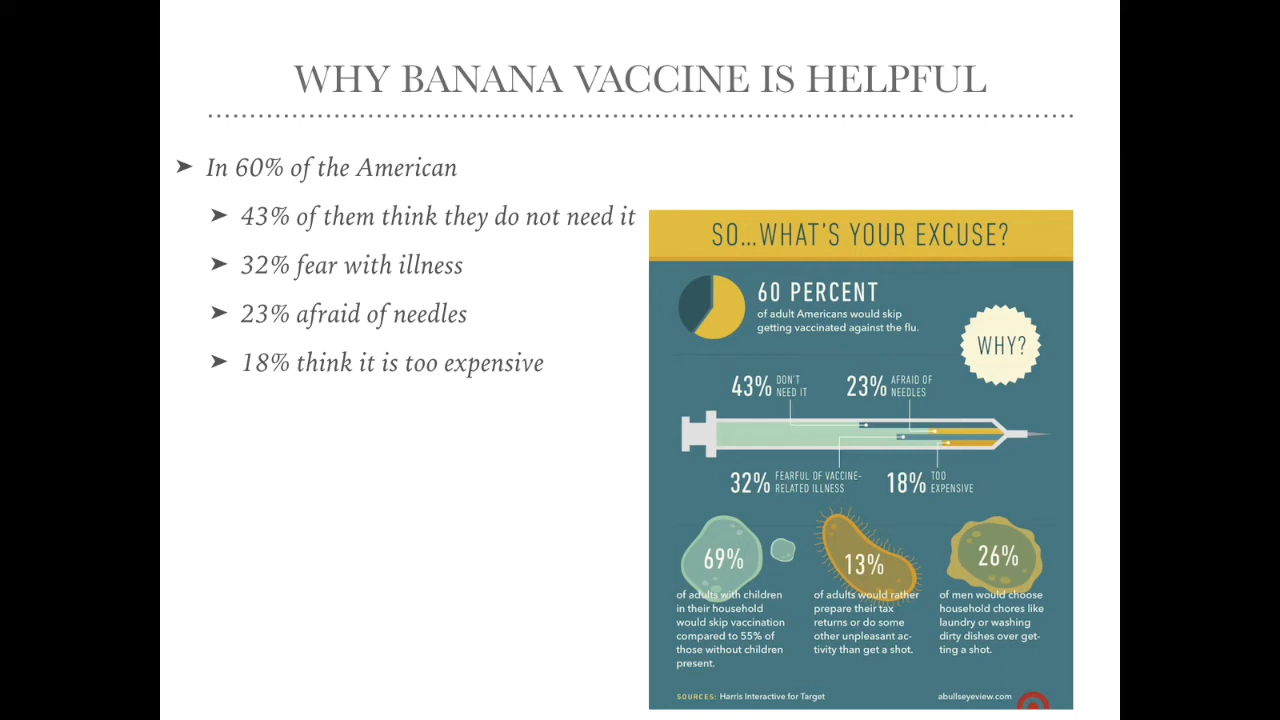 WHY BANANA VACCINE IS HELPFUL
➤ In 60% of the American
➤ 43% of them think they do not need it
➤ 32% fear with illness
➤ 23% afraid of needles
➤ 18% think it is too expensive
SO...WHAT'S YOUR EXCUSE?
60 PERCENT
of adult Americans would skip
getting vaccinated against the flu.
WHY?
43% DON'T
NEED IT
23% AFRAID OF
NEEDLES
32% FEARFUL OF VACCINE-
RELATED ILLNESS
18% TOO
EXPENSIVE
69%
of adults with children
in their household
would skip vaccination
compared to 55% of
those without children
present.
13%
of adults would rather
prepare their tax
returns or do some
other unpleasant ac-
tivity than get a shot.
26%
of men would choose
household chores like
laundry or washing
dirty dishes over get-
ting a shot.
SOURCES: Harris Interactive for Target
abullseyeview.com